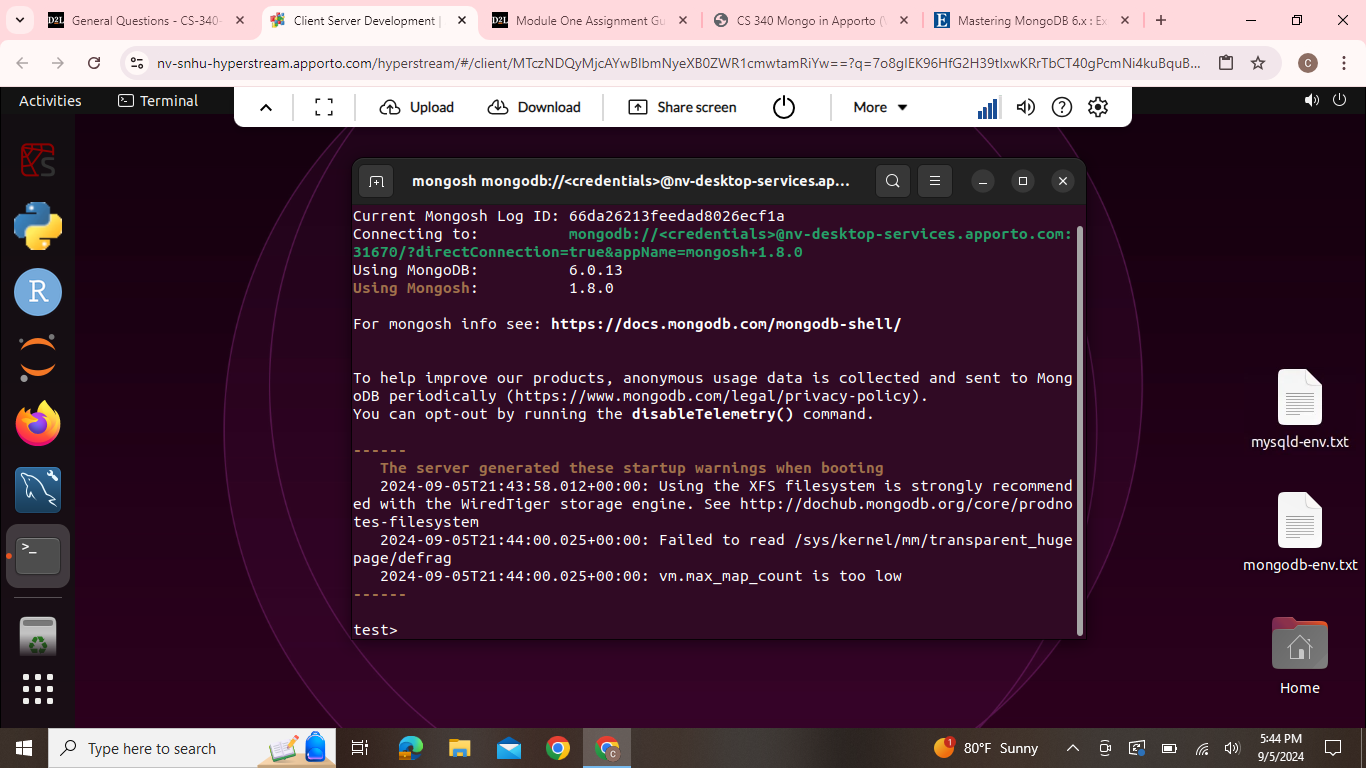 General Questions - CS-340-
Client Server Development |
Module One Assignment Gu
CS 340 Mongo in Apporto (
Mastering MongoDB 6.x : Ex
nv-snhu-hyperstream.apporto.com/hyperstream/#/client/
C
Activities
Terminal
Upload
Download
Share screen
More
mongosh mongodb://<credentials>@nv-desktop-services.ap...
Current Mongosh Log ID: 66da26213feedad8026ecf1a
Connecting to: mongodb://<credentials>@nv-desktop-services.apporto.com:
31670/?directConnection=true&appName=mongosh+1.8.0
Using MongoDB: 6.0.13
Using Mongosh: 1.8.0
For mongosh info see: https://docs.mongodb.com/mongodb-shell/
To help improve our products, anonymous usage data is collected and sent to Mong
oDB periodically (https://www.mongodb.com/legal/privacy-policy).
You can opt-out by running the disableTelemetry() command.
------
The server generated these startup warnings when booting
2024-09-05T21:43:58.012+00:00: Using the XFS filesystem is strongly recommend
ed with the WiredTiger storage engine. See http://dochub.mongodb.org/core/prodno
tes-filesystem
2024-09-05T21:44:00.025+00:00: Failed to read /sys/kernel/mm/transparent_huge
page/defrag
2024-09-05T21:44:00.025+00:00: vm.max_map_count is too low
------
test>
mysqld-env.txt
mongodb-env.txt
Home
Type here to search
80°F Sunny
5:44 PM
9/5/2024